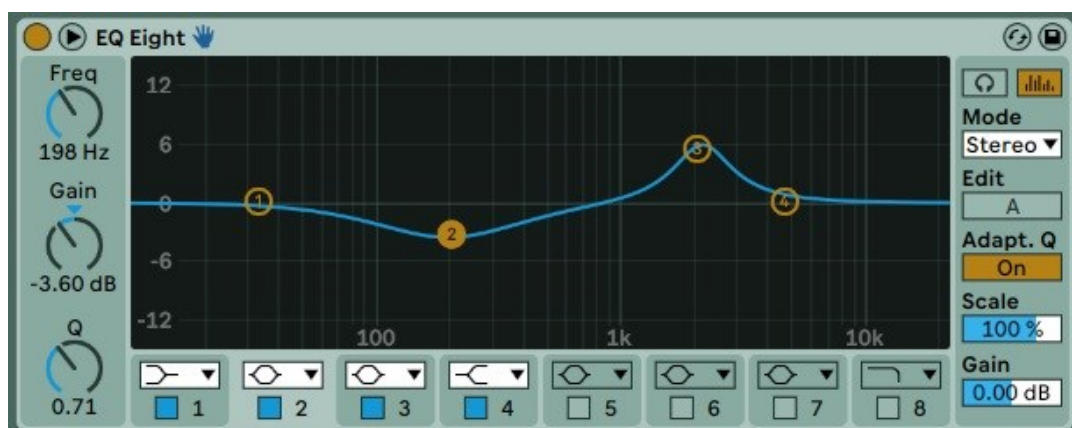 EQ Eight
Freq
198 Hz
Gain
-3.60 dB
Q
0.71
12
6
0
-6
-12
100
1k
10k
1
2
3
4
1
2
3
4
5
6
7
8
Mode
Stereo
Edit
A
Adapt. Q
On
Scale
100 %
Gain
0.00 dB